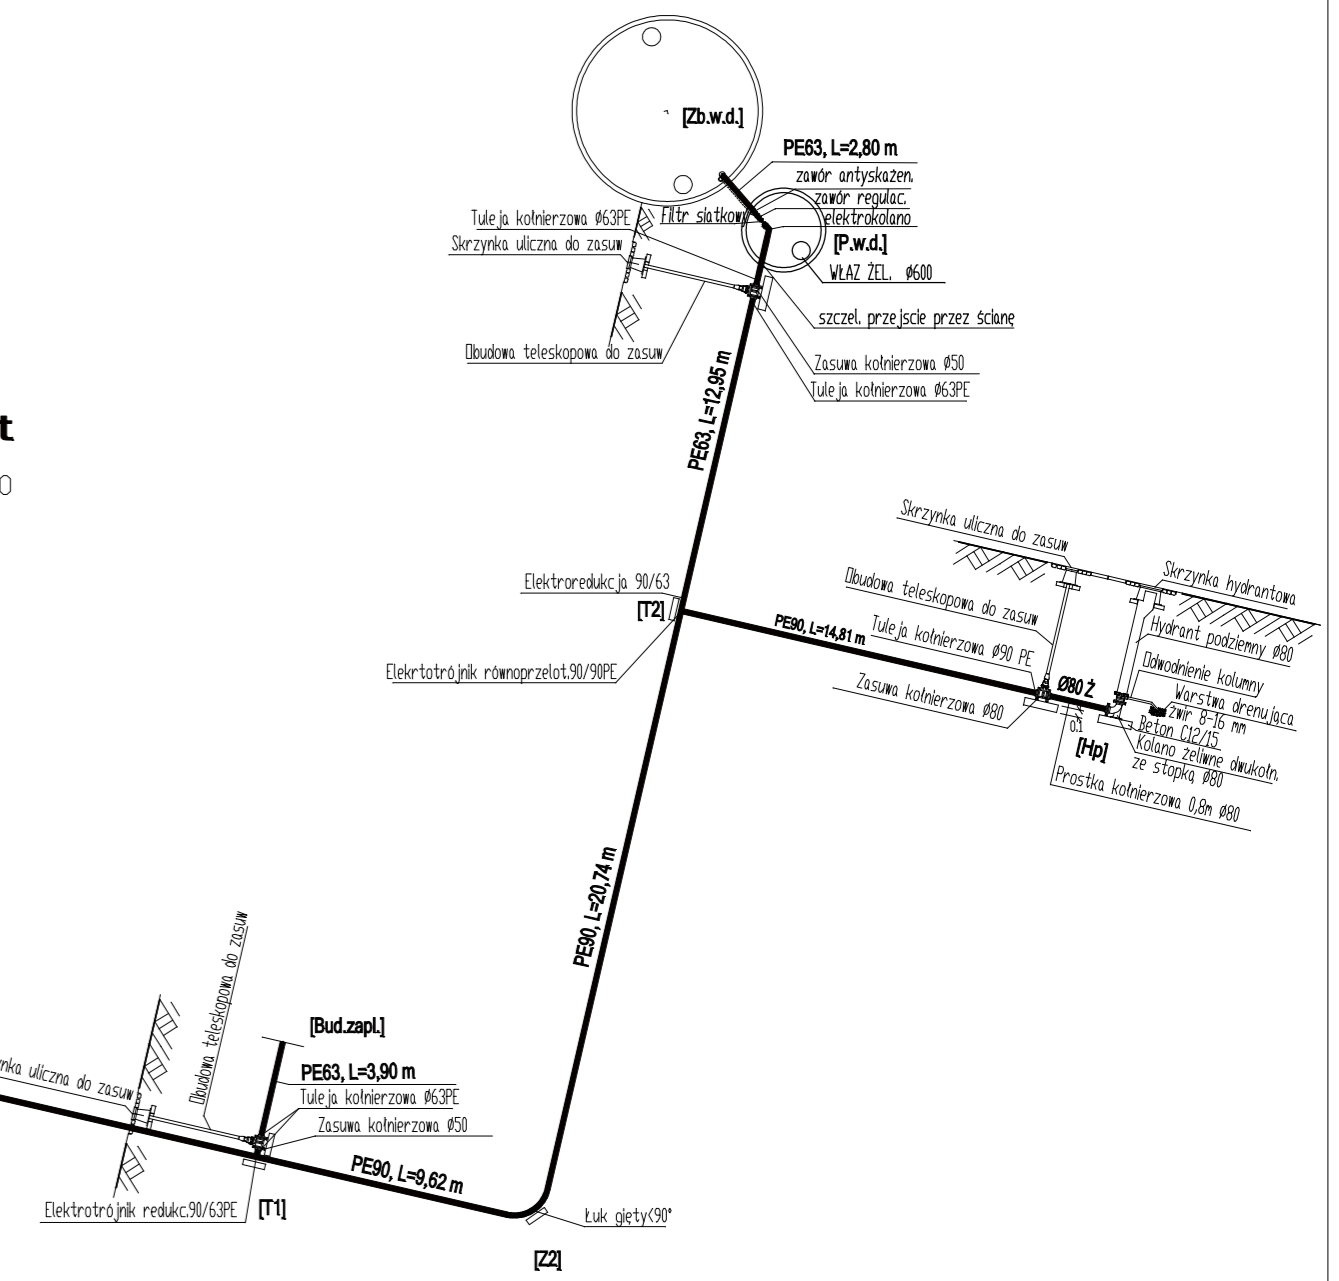 [Zb.w.d.]
PE63, L=2,80 m
zawór antyskażen.
zawór regulac.
Filtr siatkowy
elektrokolano
Tuleja kołnierzowa Ø63PE
Skrzynka uliczna do zasuw
[P.w.d.]
WŁAZ ŻEL. Ø600
szczel. przejscie przez ścianę
Obudowa teleskopowa do zasuw
Zasuwa kołnierzowa Ø50
Tuleja kołnierzowa Ø63PE
PE63, L=12,95 m
t
0
Skrzynka uliczna do zasuw
Skrzynka hydrantowa
Obudowa teleskopowa do zasuw
Elektroredukcja 90/63
[T2]
PE90, L=14,81 m
Tuleja kołnierzowa Ø90 PE
Hydrant podziemny Ø80
Odwodnienie kolumny
Elekrtotrójnik równoprzelot.90/90PE
Zasuwa kołnierzowa Ø80
Ø80 Ż
Warstwa drenująca
żwir 8-16 mm
0.1
Beton C12/15
[Hp]
Kolano żeliwne dwukołn.
ze stopką Ø80
Prostka kołnierzowa 0,8m Ø80
PE90, L=20,74 m
Obudowa teleskopowa do zasuw
[Bud.zapl.]
PE63, L=3,90 m
ynka uliczna do zasuw
Tuleja kołnierzowa Ø63PE
Zasuwa kołnierzowa Ø50
PE90, L=9,62 m
Elektrotrójnik redukc.90/63PE
[T1]
Łuk gięty<90°
[Z2]